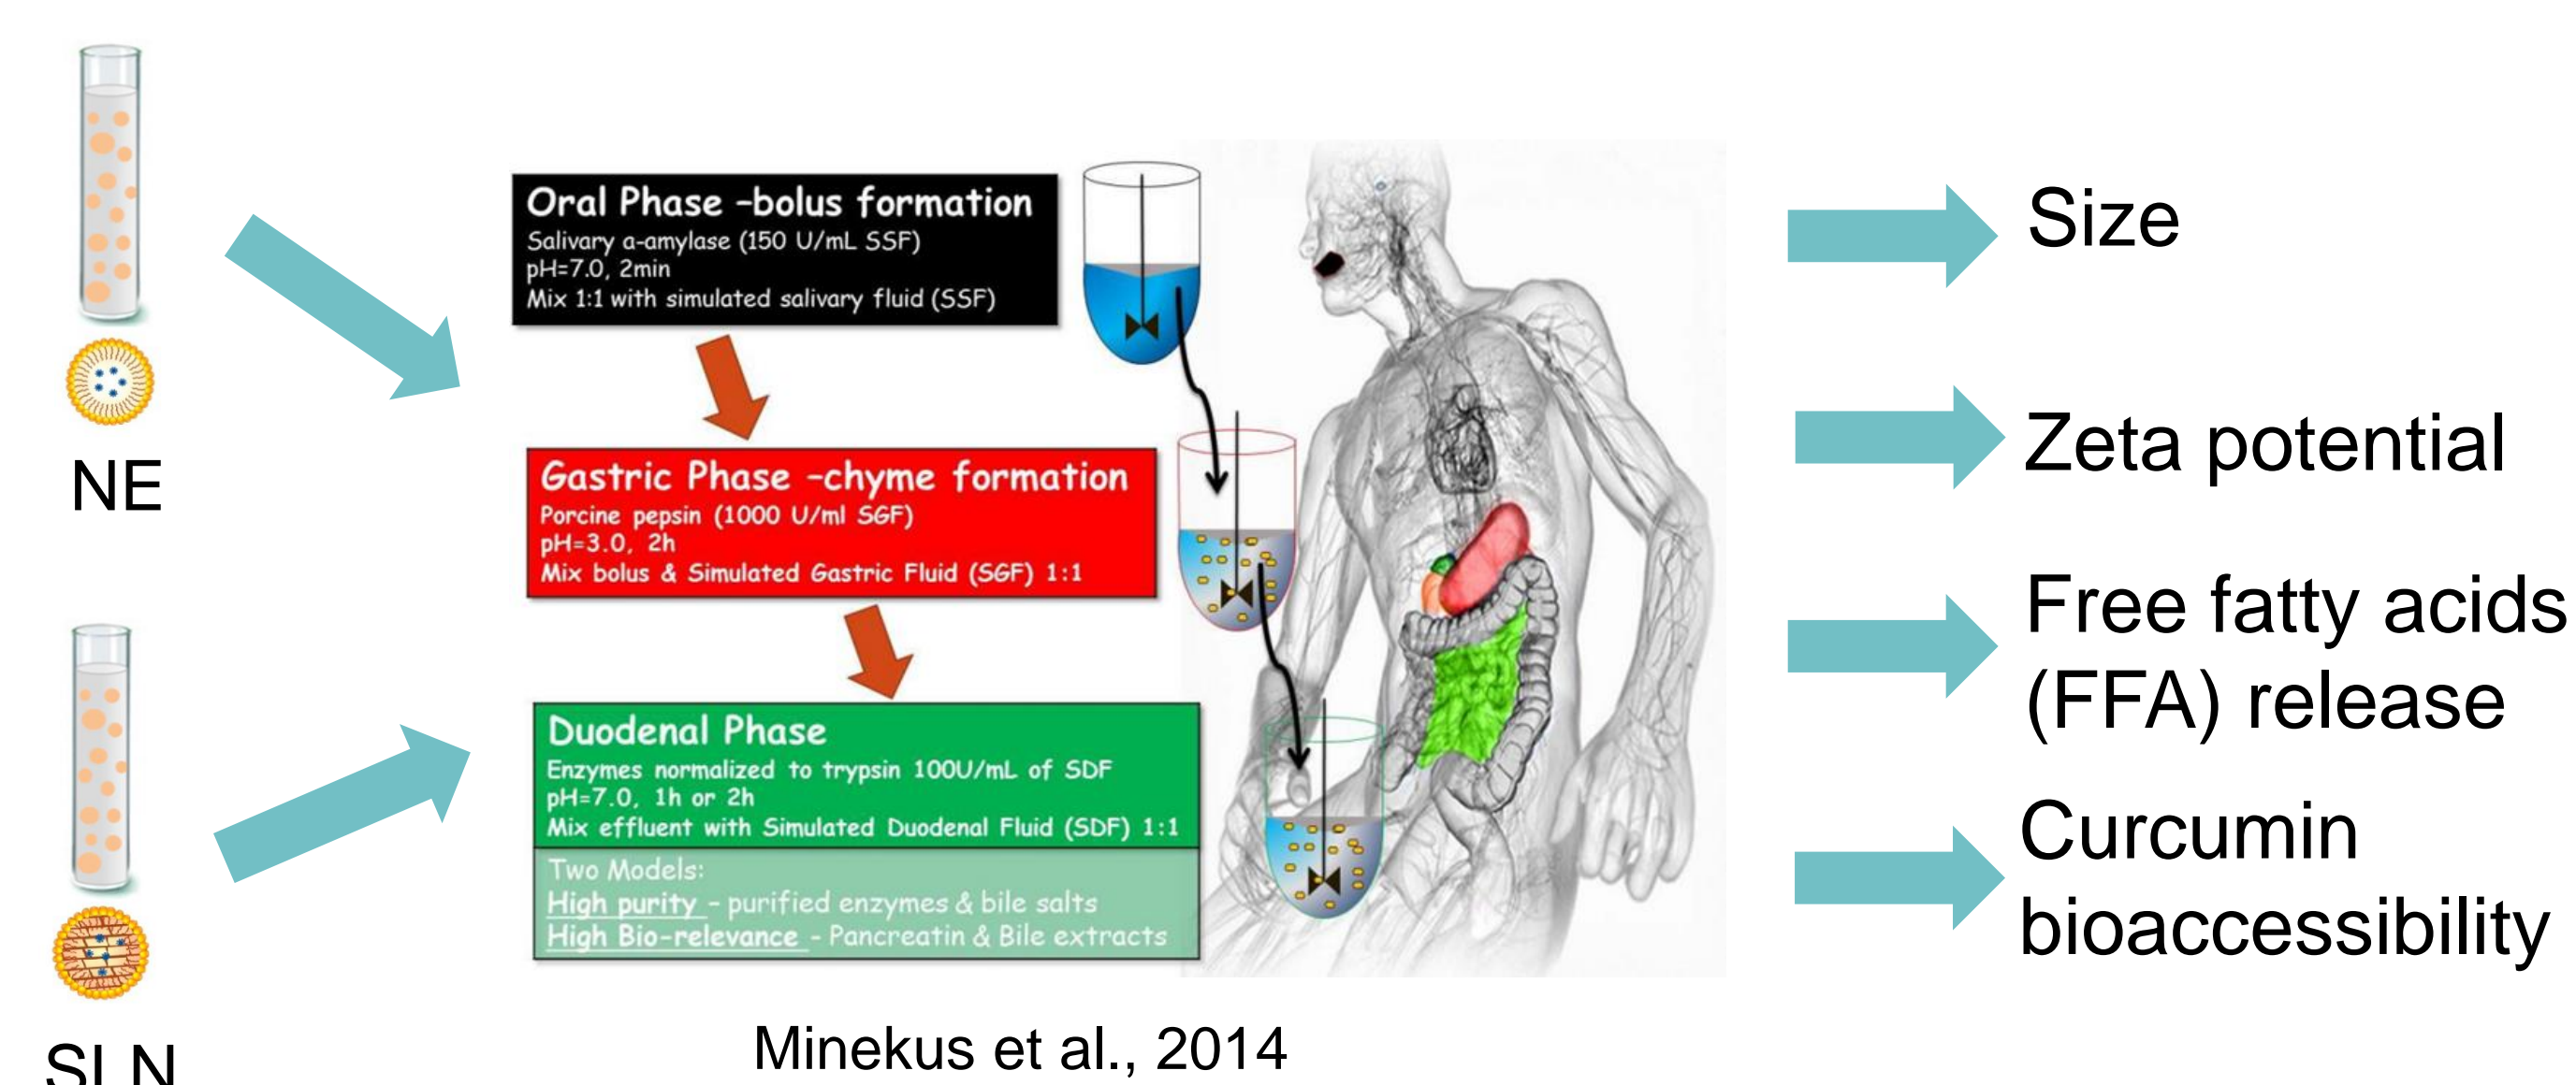 NE
SLN
Oral Phase –bolus formation
Salivary a-amylase (150 U/mL SSF)
pH=7.0, 2min
Mix 1:1 with simulated salivary fluid (SSF)
Gastric Phase –chyme formation
Porcine pepsin (1000 U/ml SGF)
pH=3.0, 2h
Mix bolus & Simulated Gastric Fluid (SGF) 1:1
Duodenal Phase
Enzymes normalized to trypsin 100U/mL of SDF
pH=7.0, 1h or 2h
Mix effluent with Simulated Duodenal Fluid (SDF) 1:1
Two Models:
High purity – purified enzymes & bile salts
High Bio-relevance - Pancreatin & Bile extracts
Minekus et al., 2014
Size
Zeta potential
Free fatty acids
(FFA) release
Curcumin
bioaccessibility